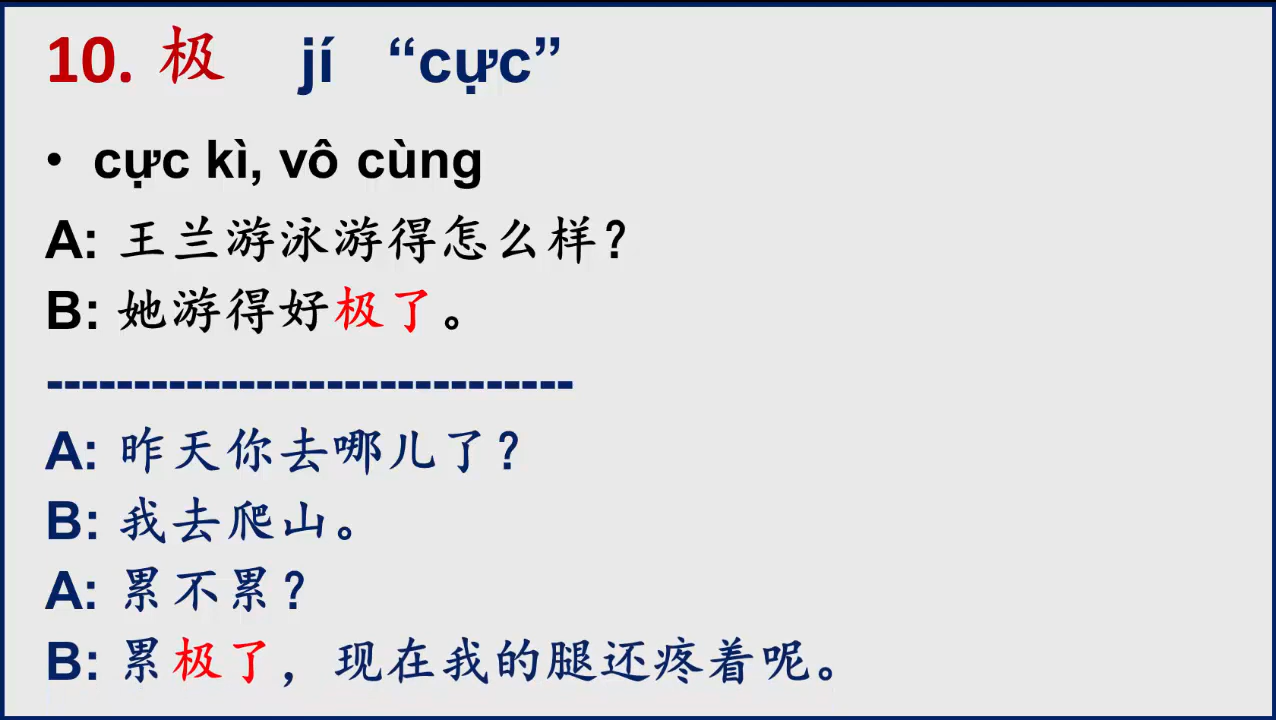 10. 极 jí “cực”
• cực kì, vô cùng
A: 王兰游泳游得怎么样?
B: 她游得好极了。
------------------------------
A: 昨天你去哪儿了?
B: 我去爬山。
A: 累不累?
B: 累极了，现在我的腿还疼着呢。